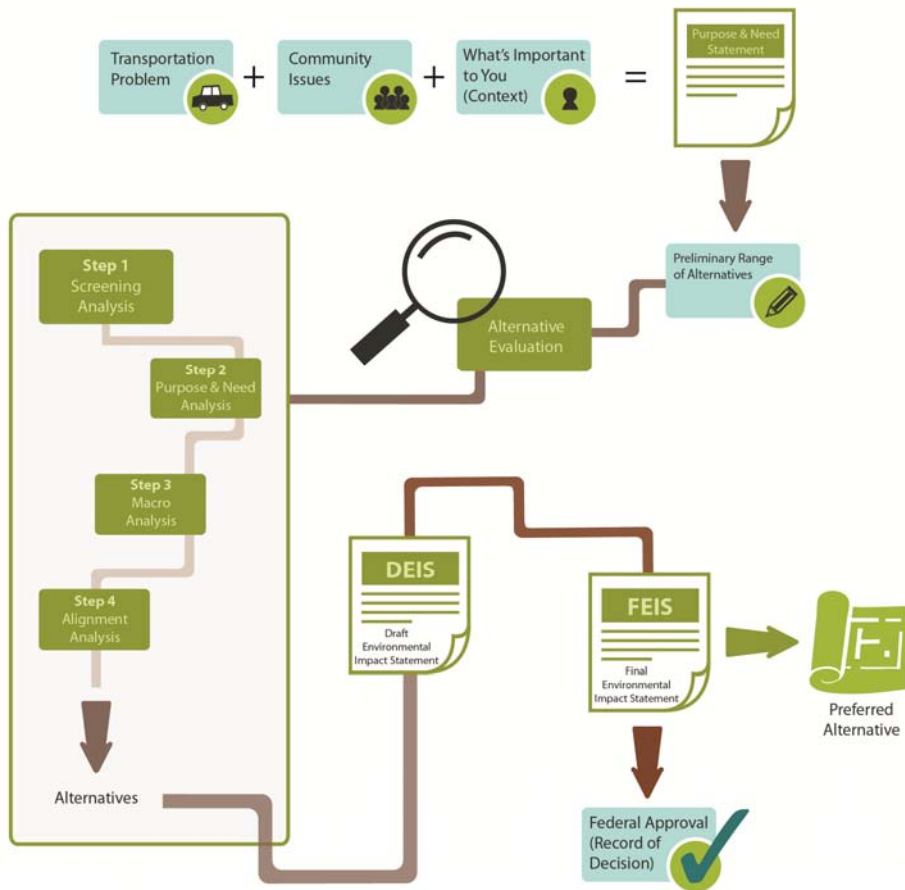 Transportation
Problem
+
Community
Issues
+
What's Important
to You
(Context)
=
Purpose & Need
Statement
Preliminary Range
of Alternatives
Alternative
Evaluation
Step 1
Screening
Analysis
Step 2
Purpose & Need
Analysis
Step 3
Macro
Analysis
Step 4
Alignment
Analysis
Alternatives
DEIS
Draft
Environmental
Impact Statement
FEIS
Final
Environmental
Impact Statement
Preferred
Alternative
Federal Approval
(Record of
Decision)